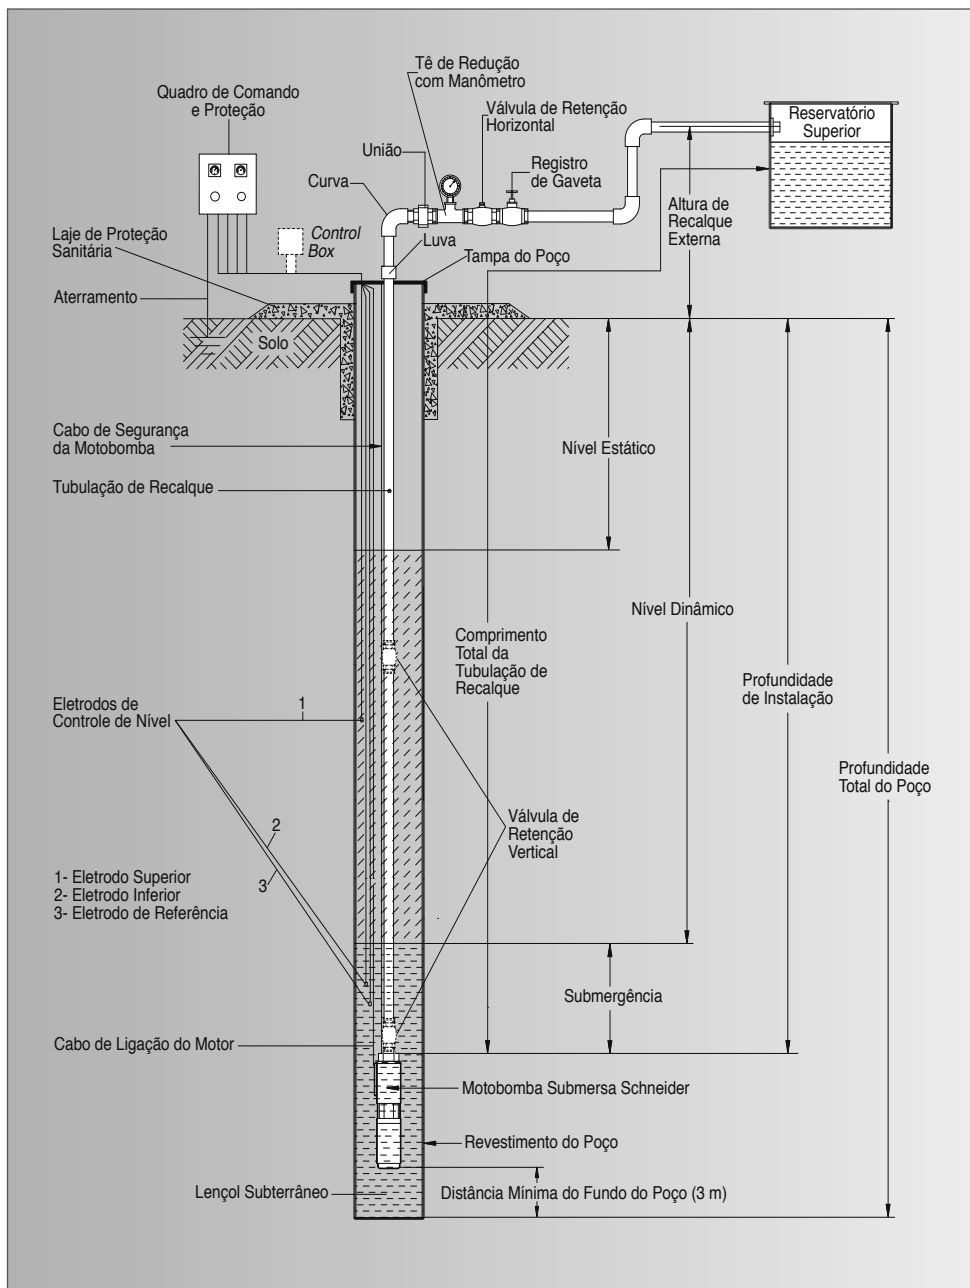 Tê de Redução
com Manômetro
Quadro de Comando
e Proteção
Válvula de Retenção
Horizontal
Reservatório
Superior
União
Registro
de Gaveta
Curva
Altura de
Recalque
Externa
Laje de Proteção
Sanitária
Control
Box
Luva
Tampa do Poço
Aterramento
Solo
Cabo de Segurança
da Motobomba
Nível Estático
Tubulação de Recalque
Nível Dinâmico
Comprimento
Total da
Tubulação de
Recalque
Profundidade
de Instalação
Eletrodos de
Controle de Nível
1
Profundidade
Total do Poço
Válvula de
Retenção
Vertical
2
3
1- Eletrodo Superior
2- Eletrodo Inferior
3- Eletrodo de Referência
Submergência
Cabo de Ligação do Motor
Motobomba Submersa Schneider
Revestimento do Poço
Lençol Subterrâneo
Distância Mínima do Fundo do Poço (3 m)